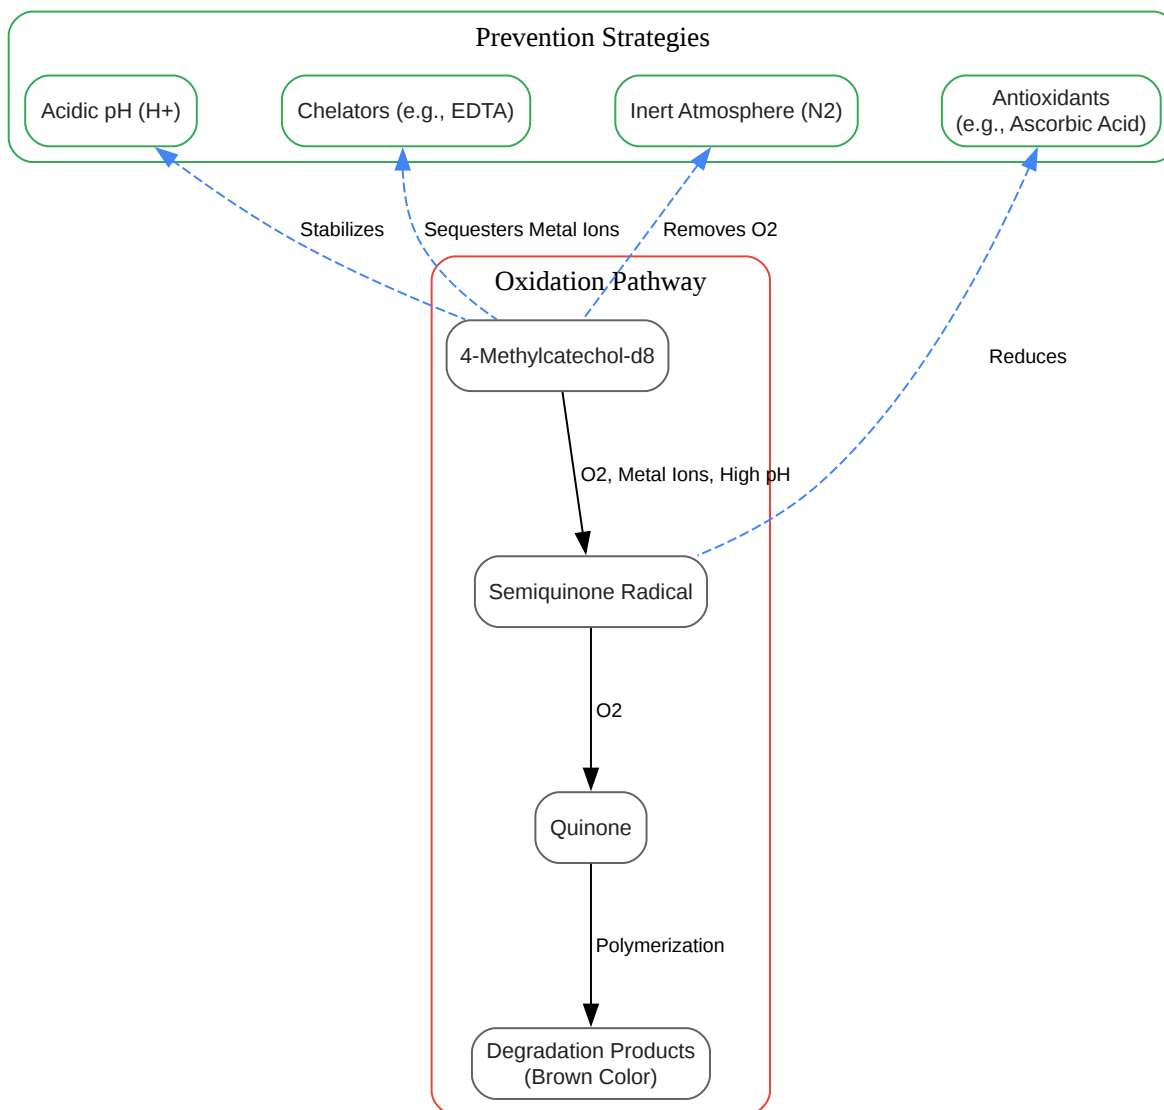 Prevention Strategies
Acidic pH (H+)
Chelators (e.g., EDTA)
Inert Atmosphere (N2)
Antioxidants
(e.g., Ascorbic Acid)
Stabilizes
Sequesters Metal Ions
Removes O2
Oxidation Pathway
4-Methylcatechol-d8
Reduces
O2, Metal Ions, High pH
Semiquinone Radical
O2
Quinone
Polymerization
Degradation Products
(Brown Color)